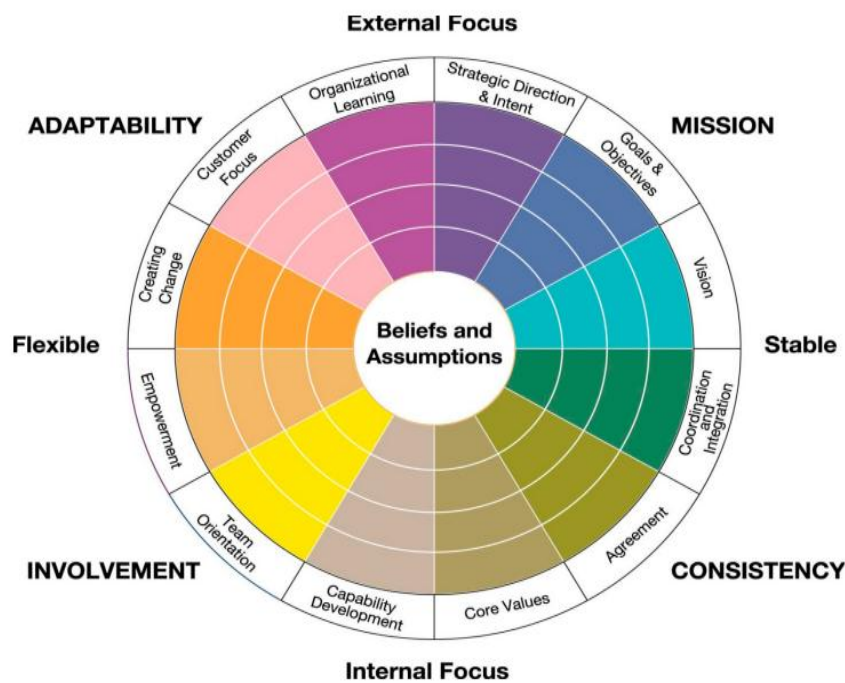 External Focus
Organizational
Learning
Strategic Direction
& Intent
ADAPTABILITY
MISSION
Customer
Focus
Goals &
Objectives
Creating
Change
Vision
Flexible
Beliefs and
Assumptions
Stable
Empowerment
Coordination
and
Integration
Team
Orientation
Agreement
INVOLVEMENT
CONSISTENCY
Capability
Development
Core Values
Internal Focus